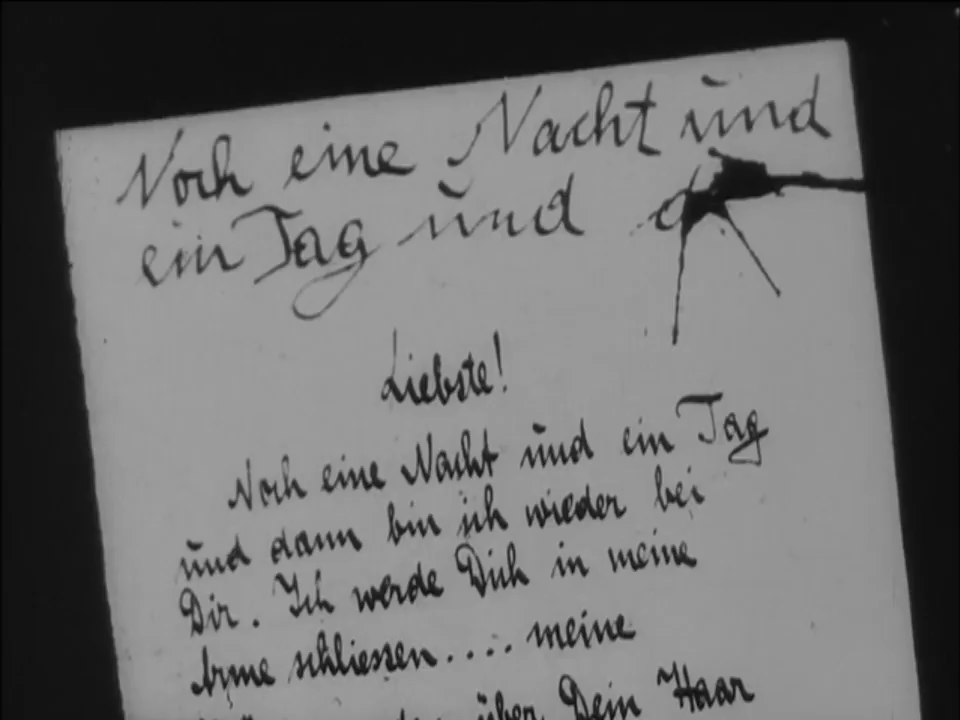 Noch eine Nacht und
ein Tag und d
Liebste!
Noch eine Nacht und ein Tag
und dann bin ich wieder bei
Dir. Ich werde Dich in meine
Arme schliessen.... meine
über Dein Haar